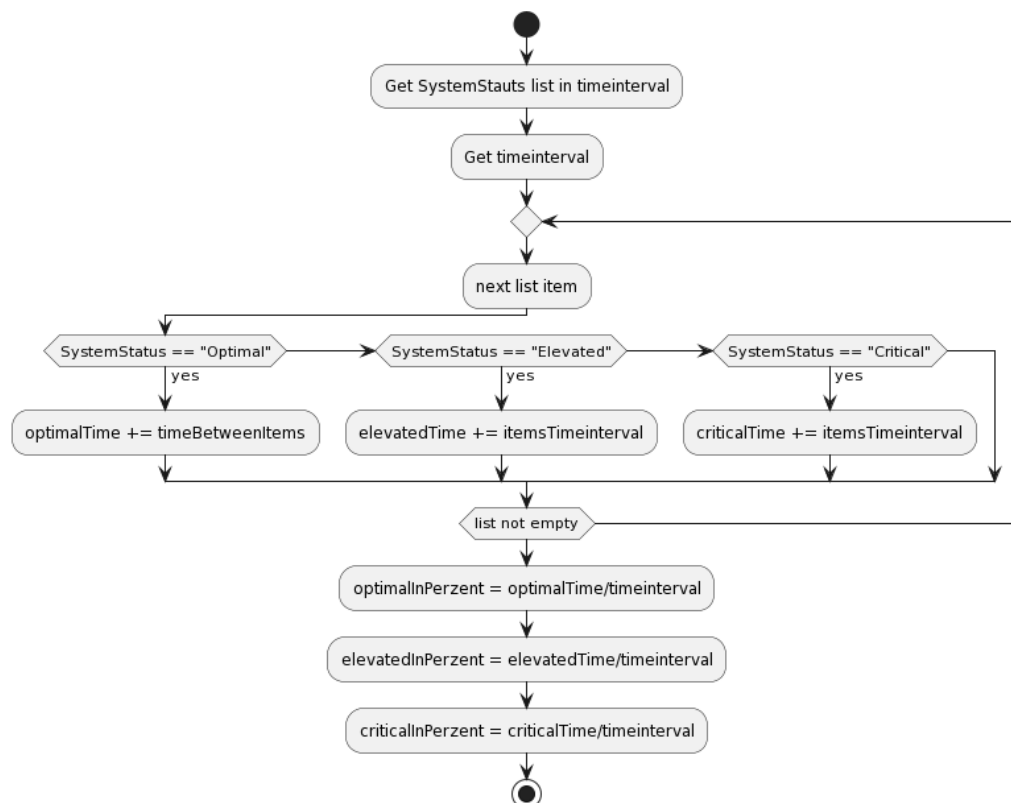 Get SystemStauts list in timeinterval
Get timeinterval
next list item
SystemStatus == "Optimal"
SystemStatus == "Elevated"
SystemStatus == "Critical"
yes
yes
yes
optimalTime += timeBetweenItems
elevatedTime += itemsTimeinterval
criticalTime += itemsTimeinterval
list not empty
optimalInPerzent = optimalTime/timeinterval
elevatedInPerzent = elevatedTime/timeinterval
criticalInPerzent = criticalTime/timeinterval